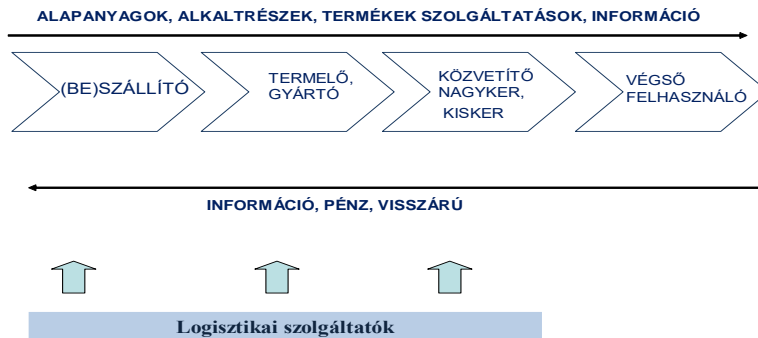 ALAPANYAGOK, ALKALTRÉSZEK, TERMÉKEK SZOLGÁLTATÁSOK, INFORMÁCIÓ
(BE)SZÁLLÍTÓ
TERMELŐ,
GYÁRTÓ
KÖZVETÍTŐ
NAGYKER,
KISKER
VÉGSŐ
FELHASZNÁLÓ
INFORMÁCIÓ, PÉNZ, VISSZÁRÚ
Logisztikai szolgáltatók